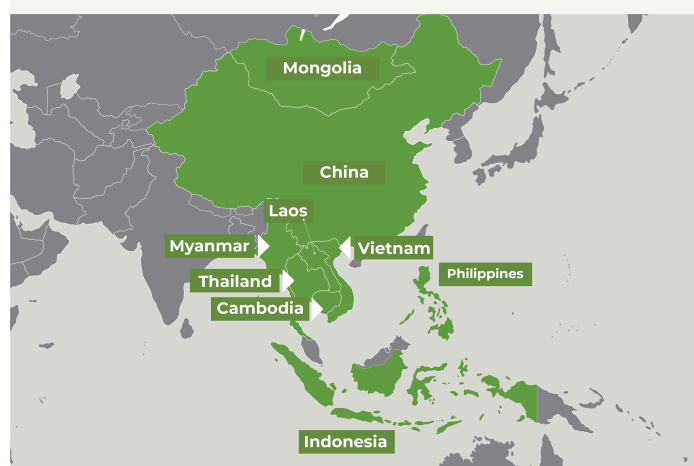 Mongolia
China
Laos
Myanmar
Vietnam
Philippines
Thailand
Cambodia
Indonesia